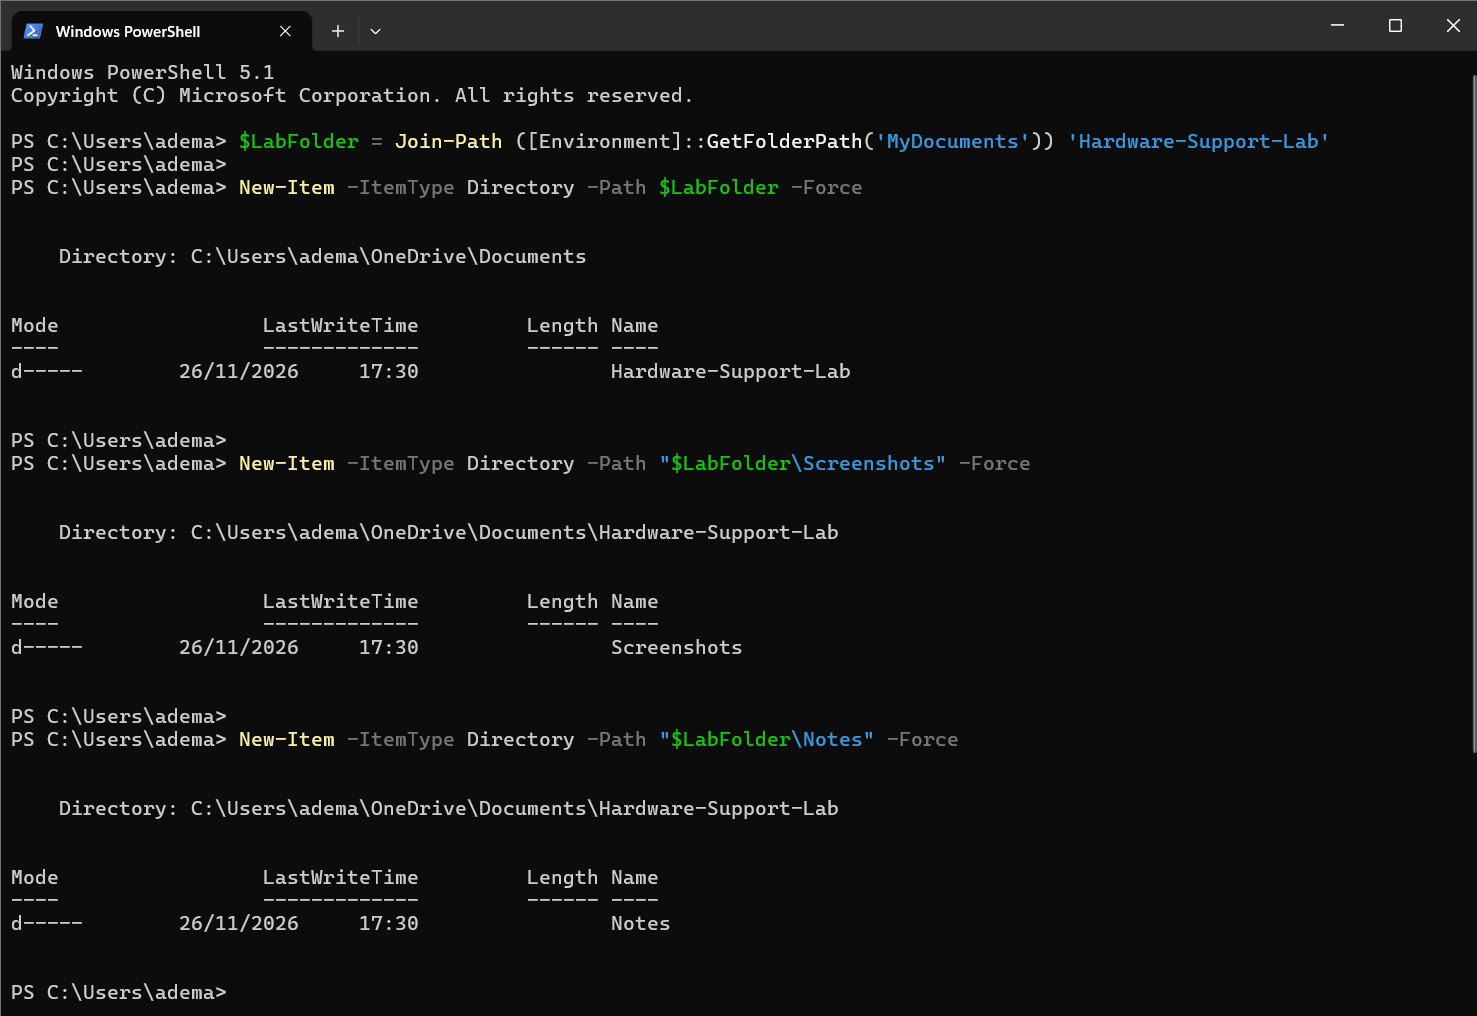 Windows PowerShell
Windows PowerShell 5.1
Copyright (C) Microsoft Corporation. All rights reserved.
PS C:\Users\adema> $LabFolder = Join-Path ([Environment]::GetFolderPath('MyDocuments')) 'Hardware-Support-Lab'
PS C:\Users\adema>
PS C:\Users\adema> New-Item -ItemType Directory -Path $LabFolder -Force
    Directory: C:\Users\adema\OneDrive\Documents
Mode                 LastWriteTime         Length Name
----                 -------------         ------ ----
d-----        26/11/2026     17:30                Hardware-Support-Lab
PS C:\Users\adema>
PS C:\Users\adema> New-Item -ItemType Directory -Path "$LabFolder\Screenshots" -Force
    Directory: C:\Users\adema\OneDrive\Documents\Hardware-Support-Lab
Mode                 LastWriteTime         Length Name
----                 -------------         ------ ----
d-----        26/11/2026     17:30                Screenshots
PS C:\Users\adema>
PS C:\Users\adema> New-Item -ItemType Directory -Path "$LabFolder\Notes" -Force
    Directory: C:\Users\adema\OneDrive\Documents\Hardware-Support-Lab
Mode                 LastWriteTime         Length Name
----                 -------------         ------ ----
d-----        26/11/2026     17:30                Notes
PS C:\Users\adema>